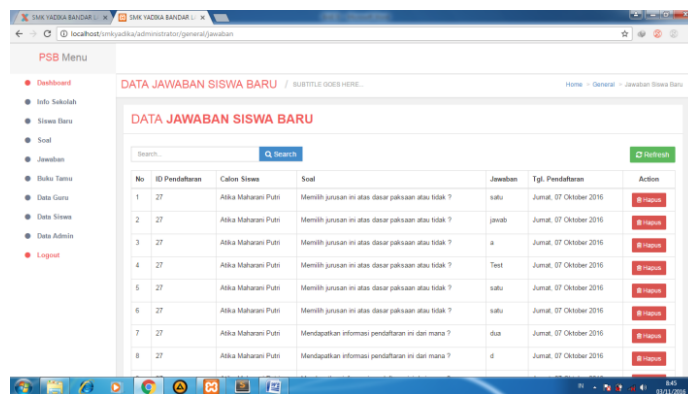 SMK YADIKA BANDAR L
SMK YADIKA BANDAR L
localhost/smkyadika/administrator/general/jawaban
PSB Menu
Dashboard
Info Sekolah
Siswa Baru
Soal
Jawaban
Buku Tamu
Data Guru
Data Siswa
Data Admin
Logout
DATA JAWABAN SISWA BARU / SUBTITLE GOES HERE...
Home > General > Jawaban Siswa Baru
DATA JAWABAN SISWA BARU
Search... Search Refresh
No ID Pendaftaran Calon Siswa Soal Jawaban Tgl. Pendaftaran Action
1 27 Atika Maharani Putri Memilih jurusan ini atas dasar paksaan atau tidak ? satu Jumat, 07 Oktober 2016 Hapus
2 27 Atika Maharani Putri Memilih jurusan ini atas dasar paksaan atau tidak ? jawab Jumat, 07 Oktober 2016 Hapus
3 27 Atika Maharani Putri Memilih jurusan ini atas dasar paksaan atau tidak ? a Jumat, 07 Oktober 2016 Hapus
4 27 Atika Maharani Putri Memilih jurusan ini atas dasar paksaan atau tidak ? Test Jumat, 07 Oktober 2016 Hapus
5 27 Atika Maharani Putri Memilih jurusan ini atas dasar paksaan atau tidak ? satu Jumat, 07 Oktober 2016 Hapus
6 27 Atika Maharani Putri Memilih jurusan ini atas dasar paksaan atau tidak ? satu Jumat, 07 Oktober 2016 Hapus
7 27 Atika Maharani Putri Mendapatkan informasi pendaftaran ini dari mana ? dua Jumat, 07 Oktober 2016 Hapus
8 27 Atika Maharani Putri Mendapatkan informasi pendaftaran ini dari mana ? d Jumat, 07 Oktober 2016 Hapus
IN 8:45
03/11/2016